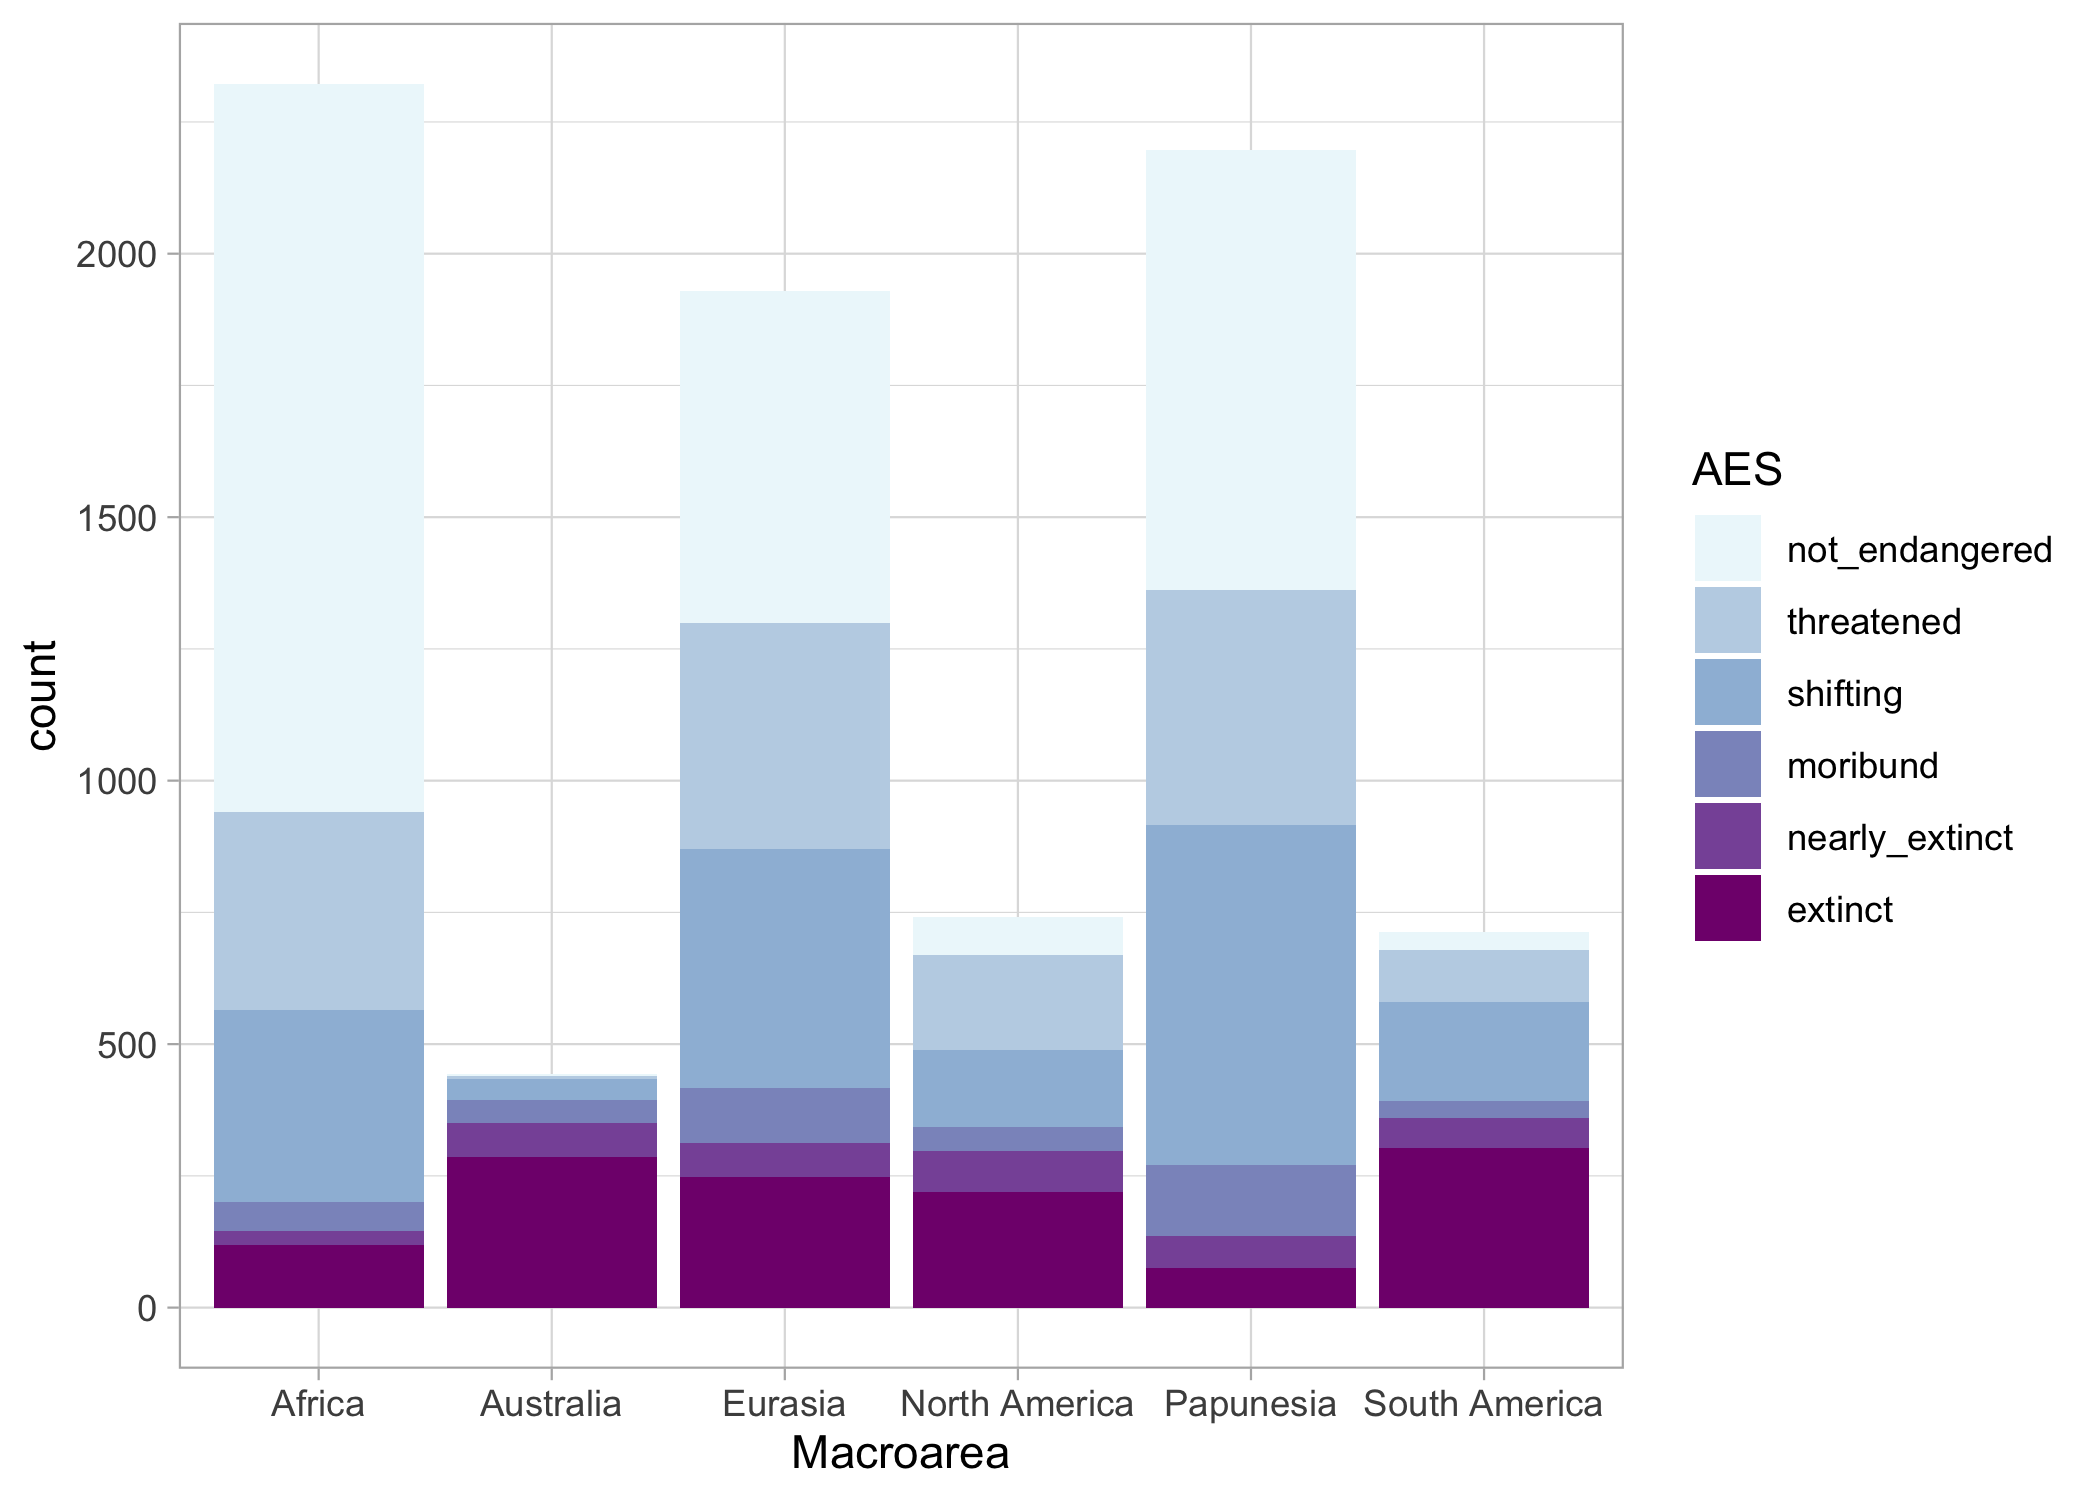 2000
1500
1000
500
0
count
Africa
Australia
Eurasia
North America
Papunesia
South America
Macroarea
AES
not_endangered
threatened
shifting
moribund
nearly_extinct
extinct